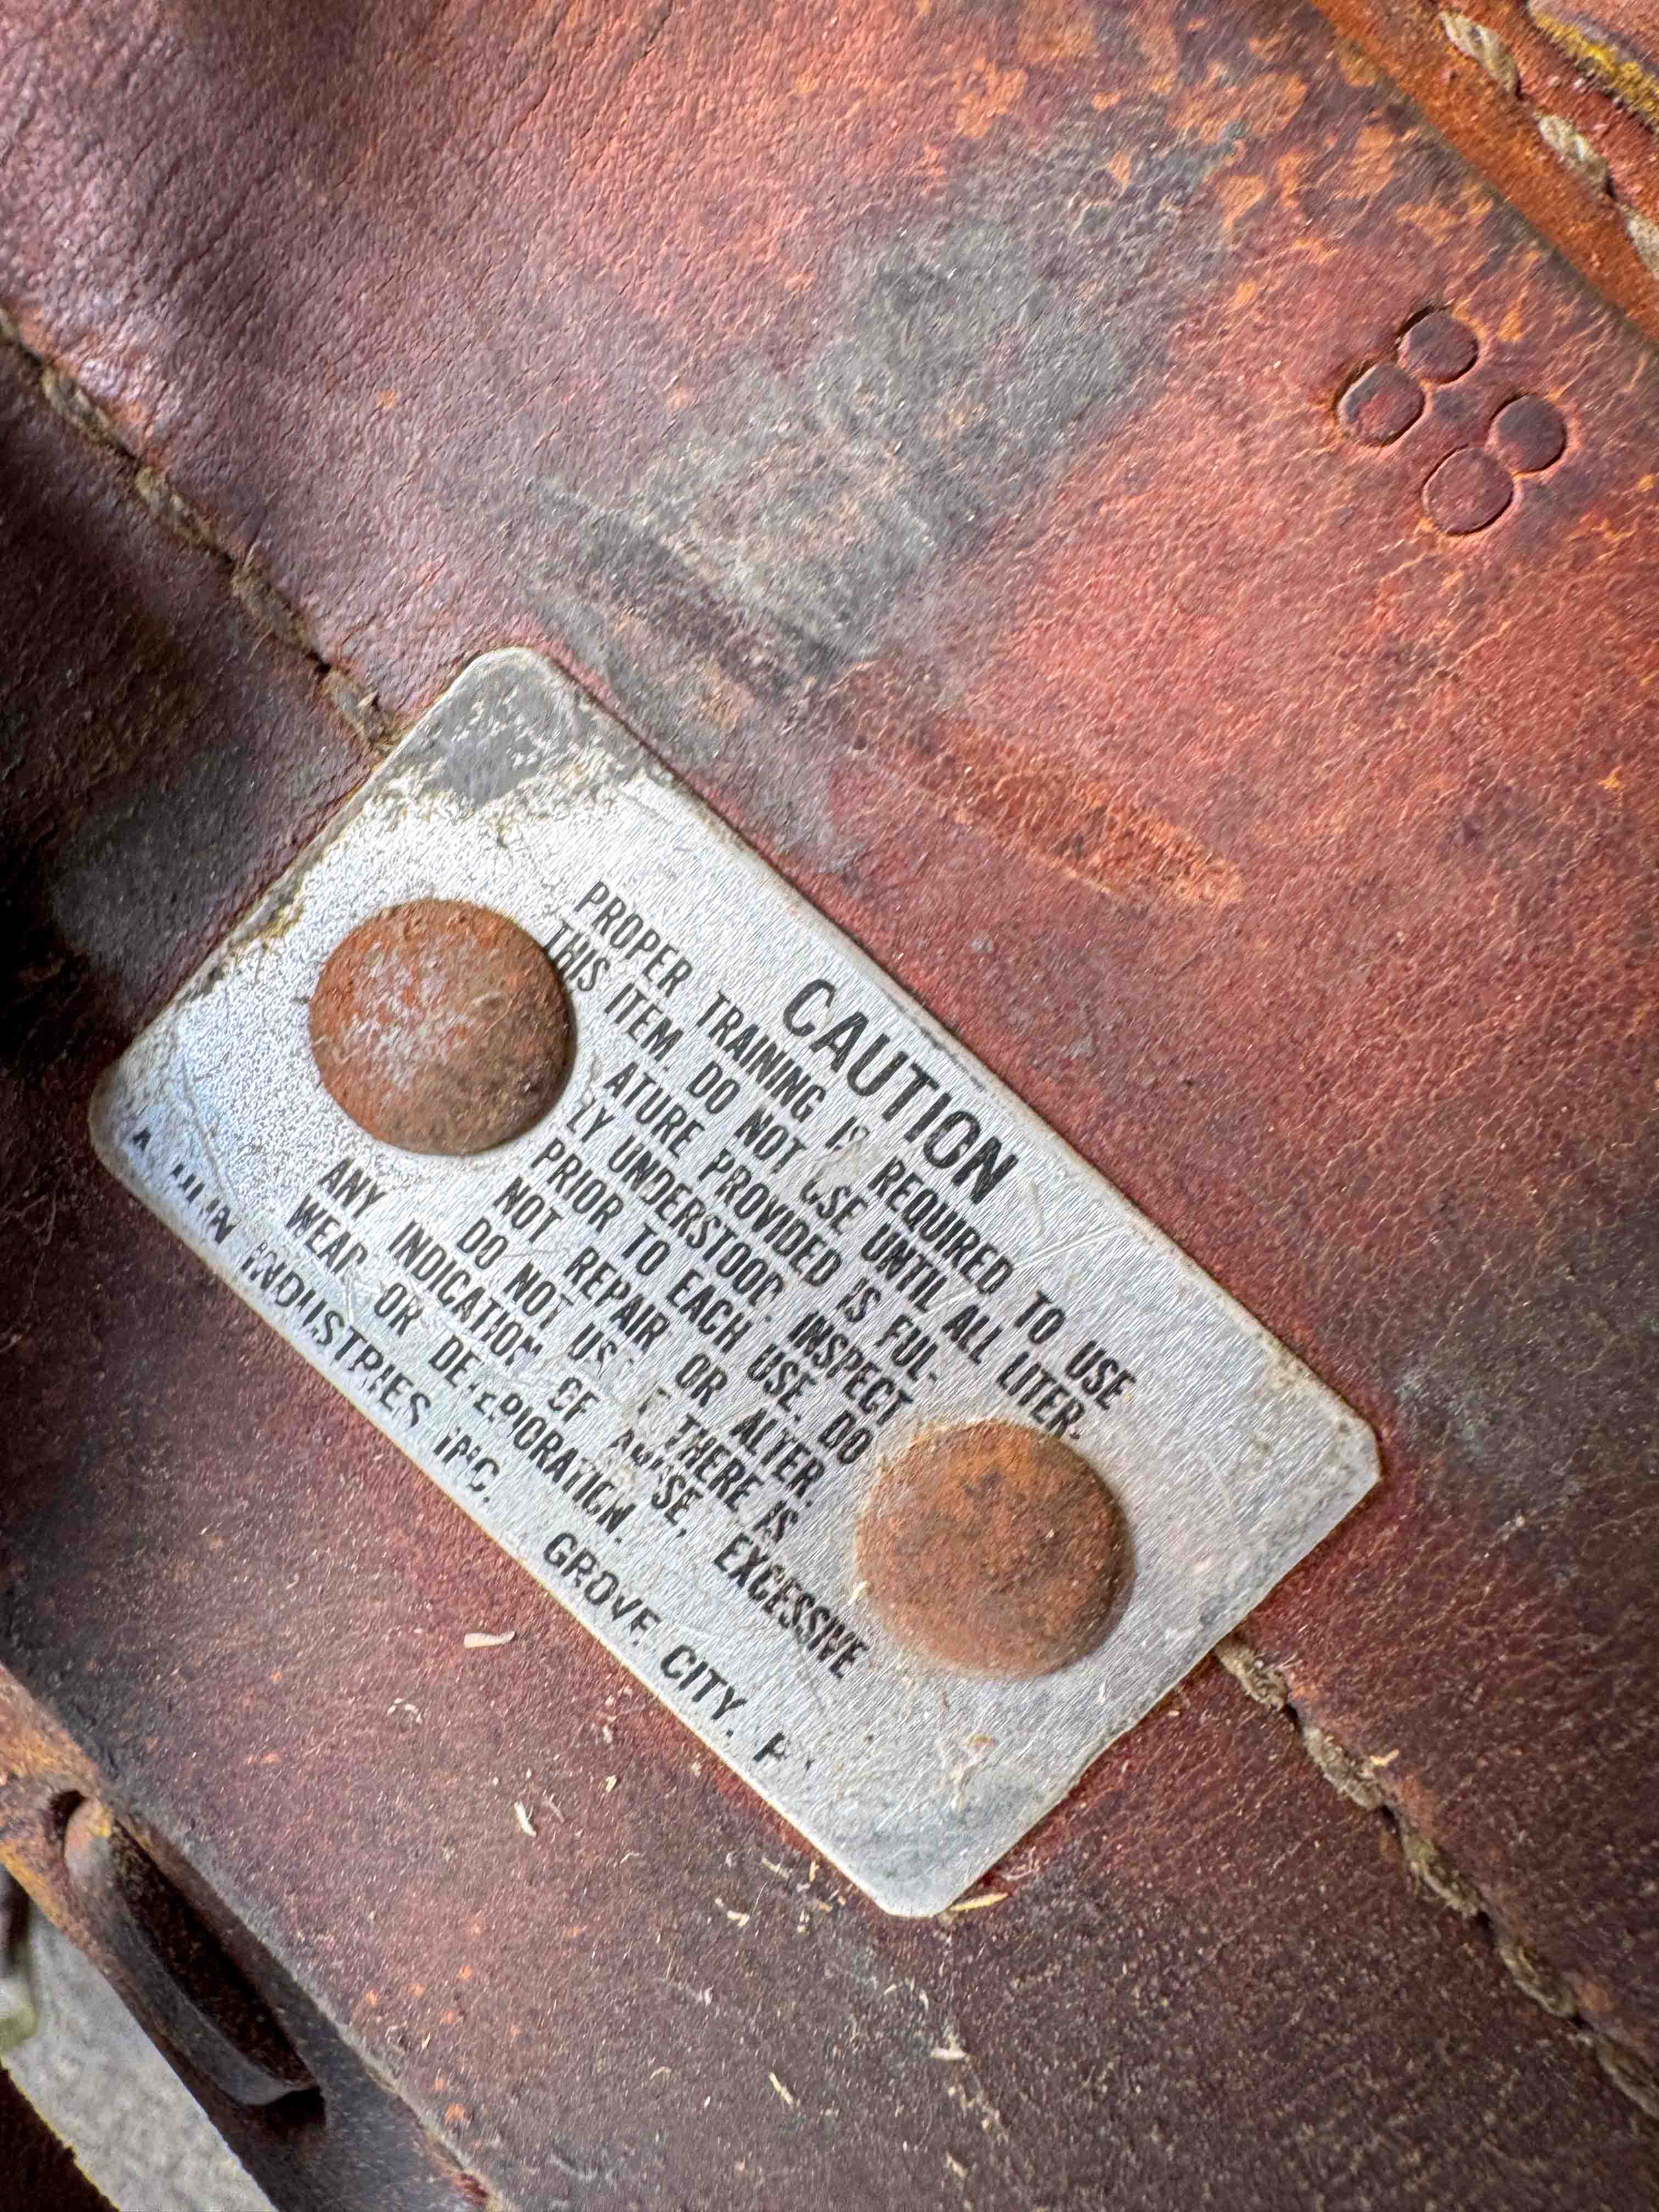 88
CAUTION
PROPER TRAINING IS REQUIRED TO USE
THIS ITEM. DO NOT USE UNTIL ALL LITER-
ATURE PROVIDED IS FUL-
LY UNDERSTOOD. INSPECT
PRIOR TO EACH USE. DO
NOT REPAIR OR ALTER.
DO NOT USE IF THERE IS
ANY INDICATION OF ABUSE, EXCESSIVE
WEAR OR DETERIORATION.
INDUSTRIES INC. GROVE CITY,